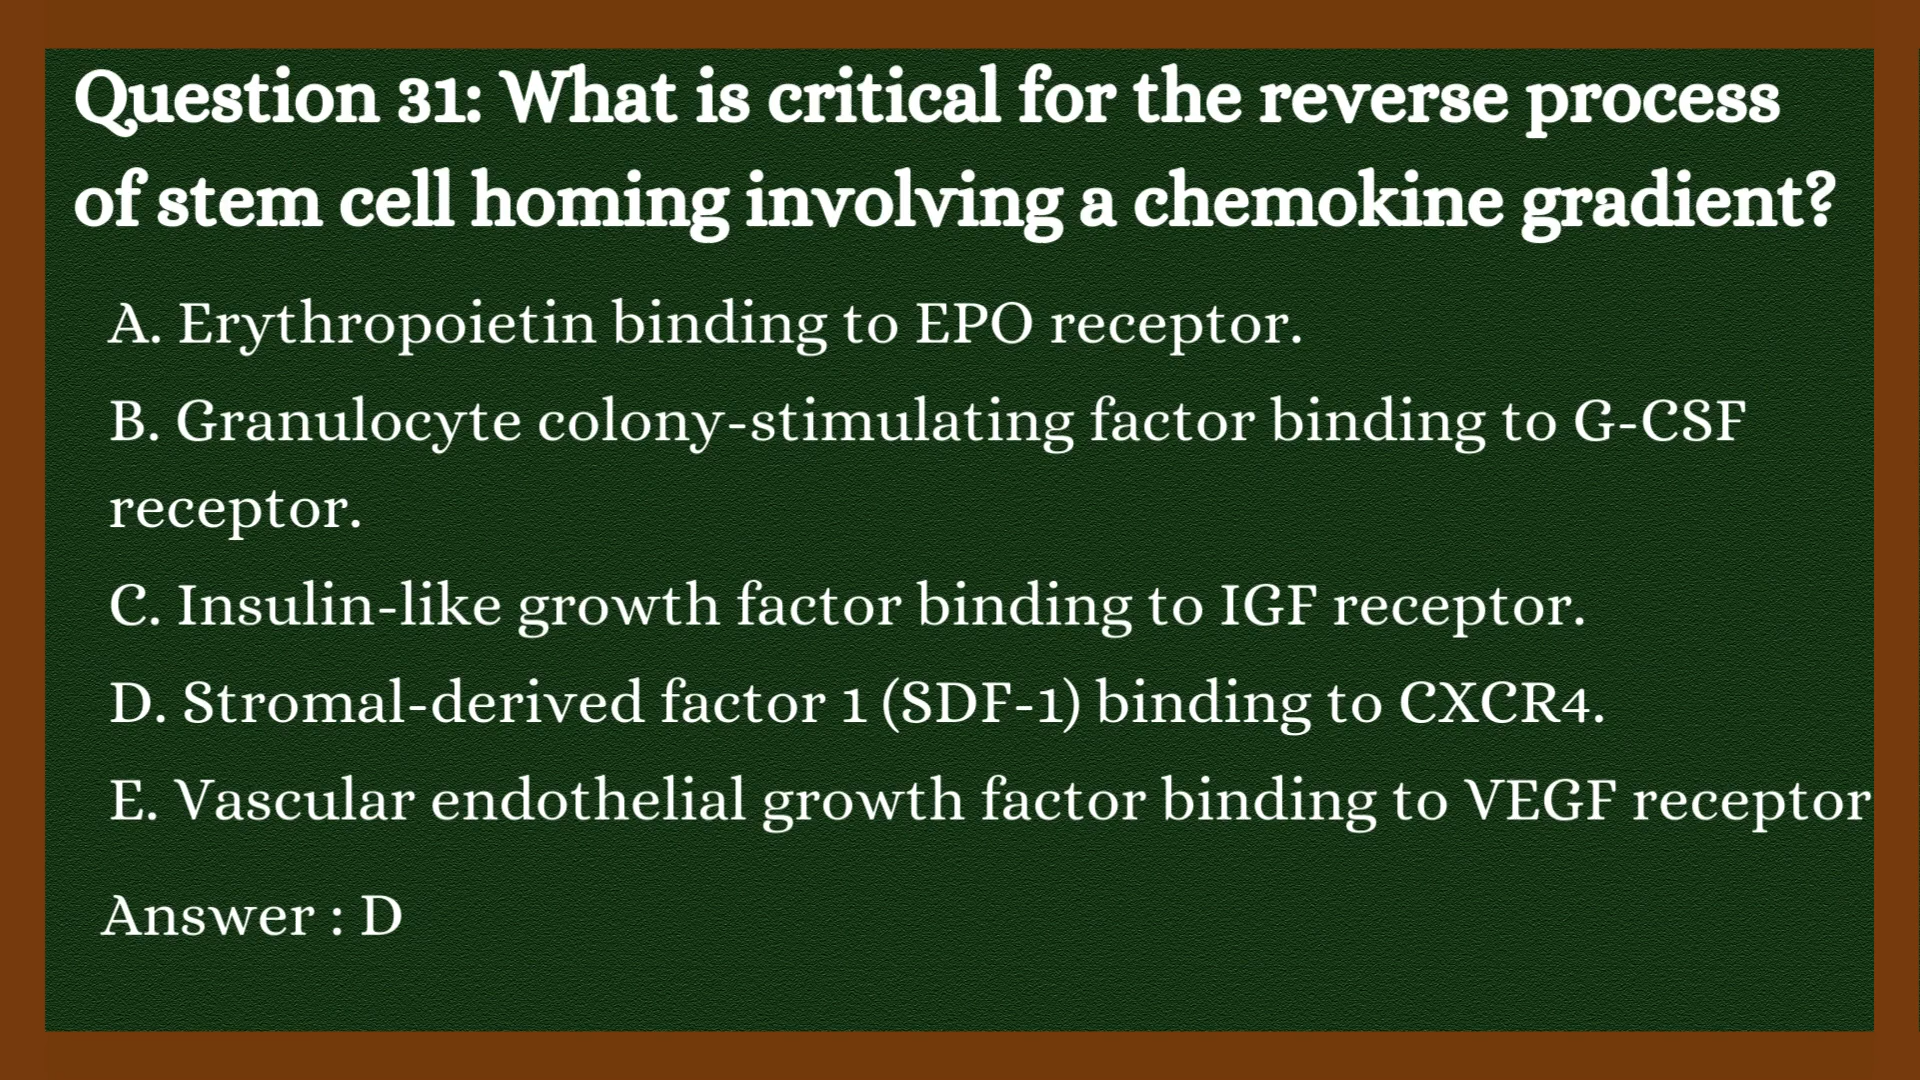 Question 31: What is critical for the reverse process
of stem cell homing involving a chemokine gradient?
A. Erythropoietin binding to EPO receptor.
B. Granulocyte colony-stimulating factor binding to G-CSF
receptor.
C. Insulin-like growth factor binding to IGF receptor.
D. Stromal-derived factor 1 (SDF-1) binding to CXCR4.
E. Vascular endothelial growth factor binding to VEGF receptor
Answer : D